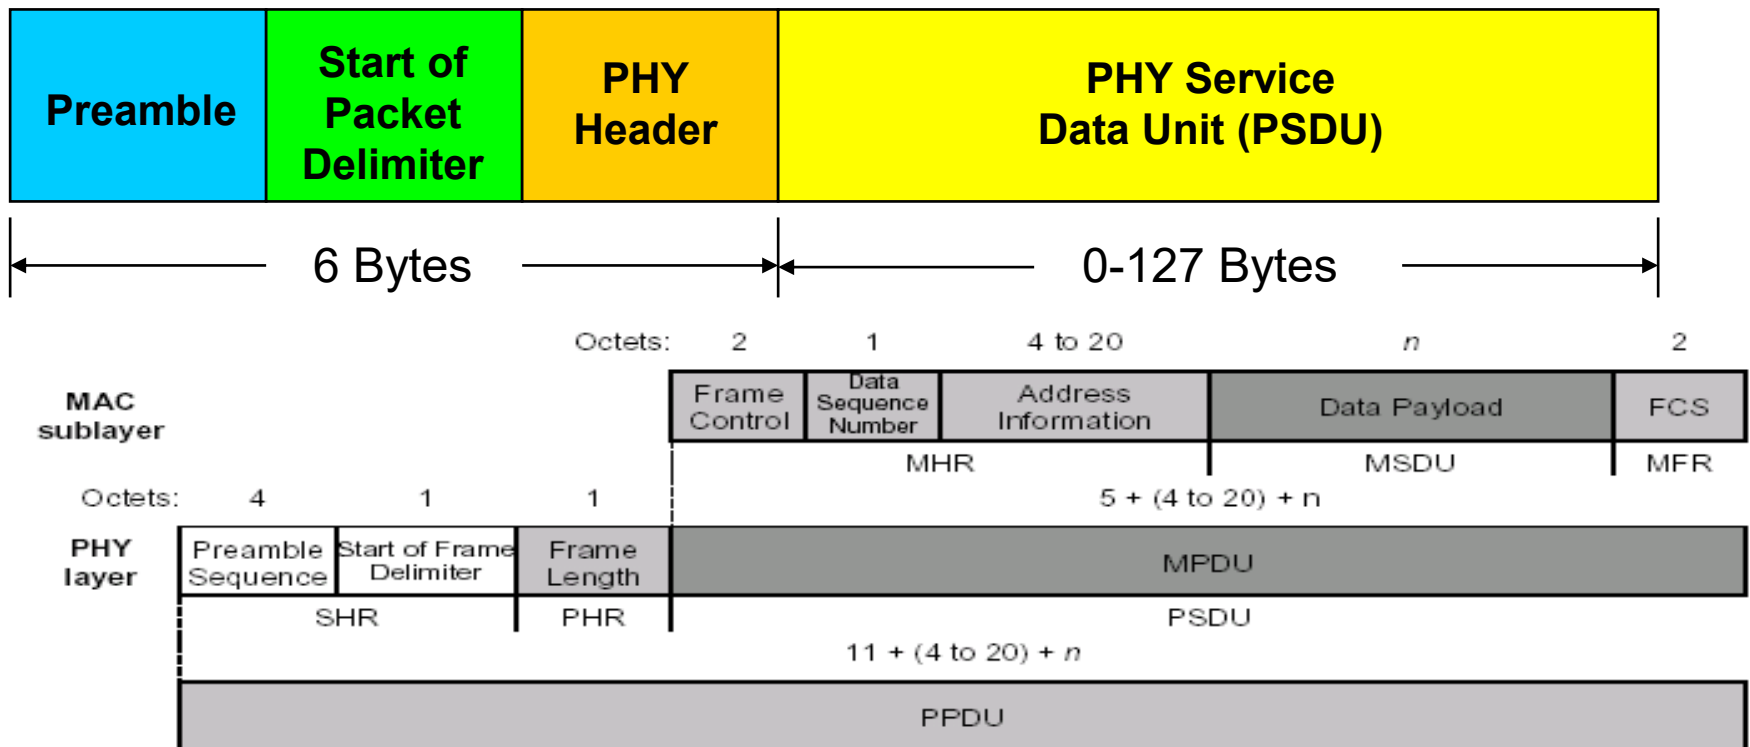 Preamble
Start of
Packet
Delimiter
PHY
Header
PHY Service
Data Unit (PSDU)
6 Bytes
0-127 Bytes
Octets: 2 1 4 to 20 n 2
MAC
sublayer
Frame
Control
Data
Sequence
Number
Address
Information
Data Payload
FCS
MHR MSDU MFR
Octets: 4 1 1 5 + (4 to 20) + n
PHY
layer
Preamble
Sequence
Start of Frame
Delimiter
Frame
Length
MPDU
SHR PHR PSDU
11 + (4 to 20) + n
PPDU